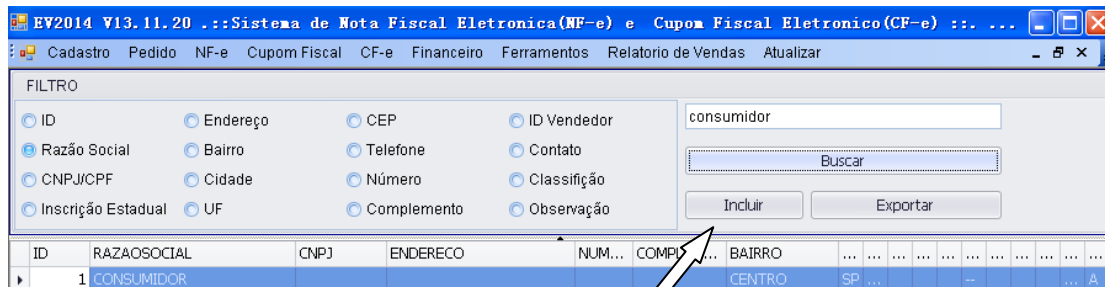 EV2014 V13.11.20 .::Sistema de Nota Fiscal Eletronica(NF-e) e Cupom Fiscal Eletronico(CF-e) ::. ...
Cadastro Pedido NF-e Cupom Fiscal CF-e Financeiro Ferramentos Relatorio de Vendas Atualizar
FILTRO
ID Endereço CEP ID Vendedor consumidor
Razão Social Bairro Telefone Contato Buscar
CNPJ/CPF Cidade Número Classifição
Inscrição Estadual UF Complemento Observação Incluir Exportar
ID RAZAOSOCIAL CNPJ ENDERECO NUM... BAIRRO ... ... ... ... ... ... ... ... ... ... ...
1 CONSUMIDOR CENTRO SP ... -- ... A